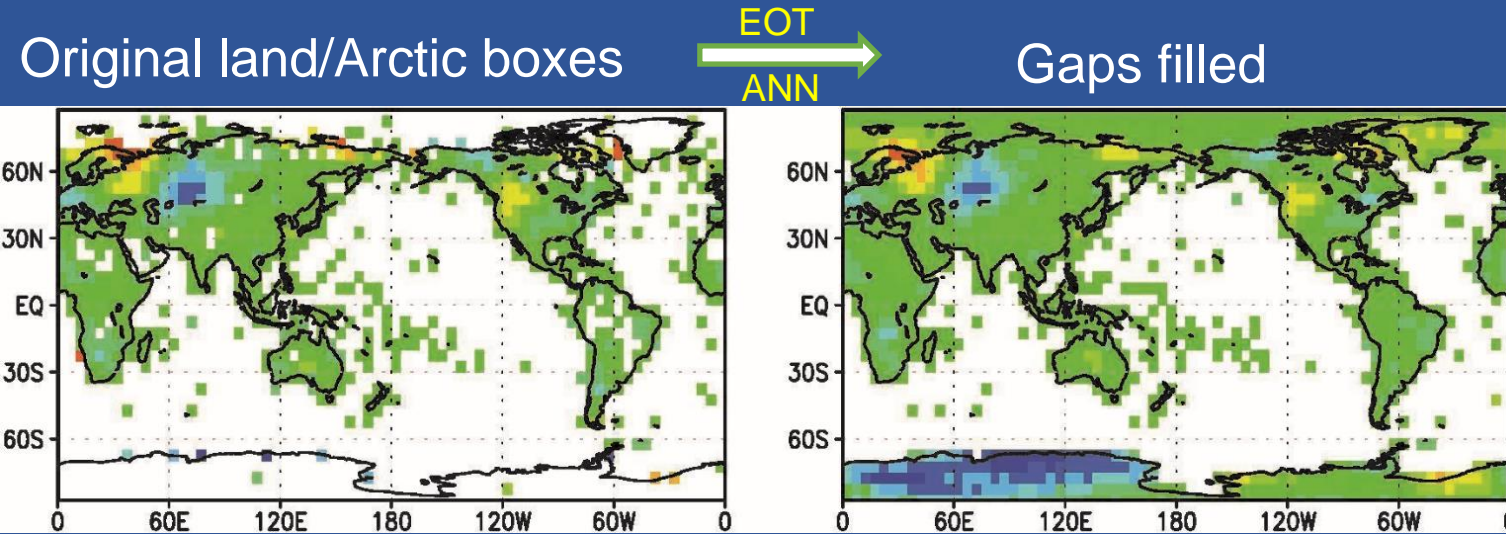 Original land/Arctic boxes
EOT
ANN
Gaps filled
60N
30N
EQ
30S
60S
0 60E 120E 180 120W 60W 0
60N
30N
EQ
30S
60S
0 60E 120E 180 120W 60W